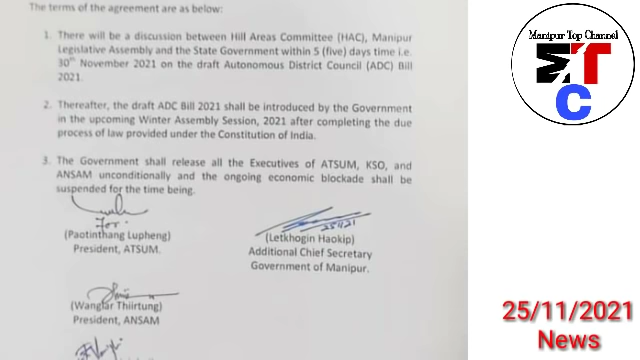 The terms of the agreement are as below:
1. There will be a discussion between Hill Areas Committee (HAC), Manipur
Legislative Assembly and the State Government within 5 (five) days time i.e.
30th November 2021 on the draft Autonomous District Council (ADC) Bill
2021.
2. Thereafter, the draft ADC Bill 2021 shall be introduced by the Government
in the upcoming Winter Assembly Session, 2021 after completing the due
process of law provided under the Constitution of India.
3. The Government shall release all the Executives of ATSUM, KSO, and
ANSAM unconditionally and the ongoing economic blockade shall be
suspended for the time being.
For.
(Paotinthang Lupheng)
President, ATSUM.
25/11/21
(Letkhogin Haokip)
Additional Chief Secretary
Government of Manipur.
(Wanglar Thiirtung)
President, ANSAM
Manipur Top Channel
MTC
25/11/2021
News